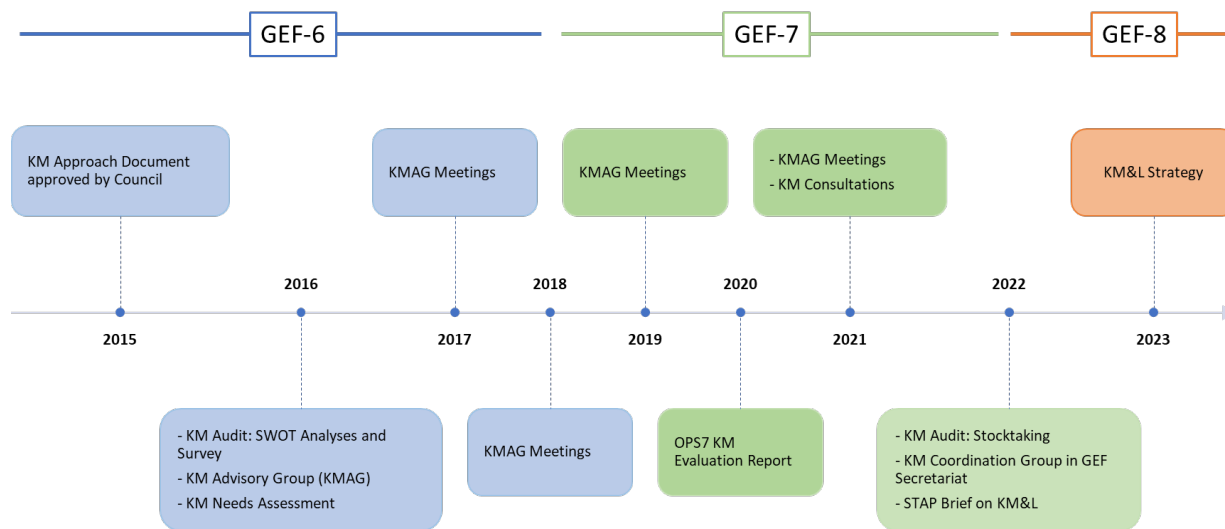 GEF-6
GEF-7
GEF-8
KM Approach Document
approved by Council
KMAG Meetings
KMAG Meetings
- KMAG Meetings
- KM Consultations
KM&L Strategy
2016
2018
2020
2022
2015
2017
2019
2021
2023
- KM Audit: SWOT Analyses and
Survey
- KM Advisory Group (KMAG)
- KM Needs Assessment
KMAG Meetings
OPS7 KM
Evaluation Report
- KM Audit: Stocktaking
- KM Coordination Group in GEF
Secretariat
- STAP Brief on KM&L